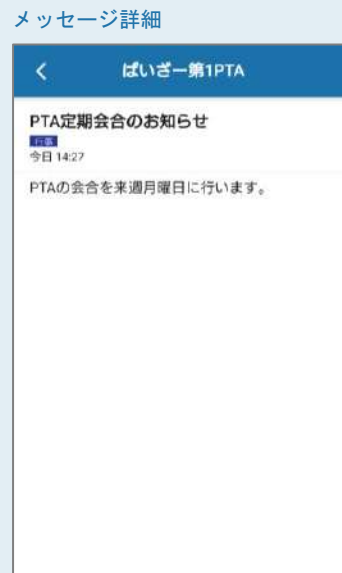 メッセージ詳細
ぱいざー第1PTA
PTA定期会合のお知らせ
行事
今日 14:27
PTAの会合を来週月曜日に行います。